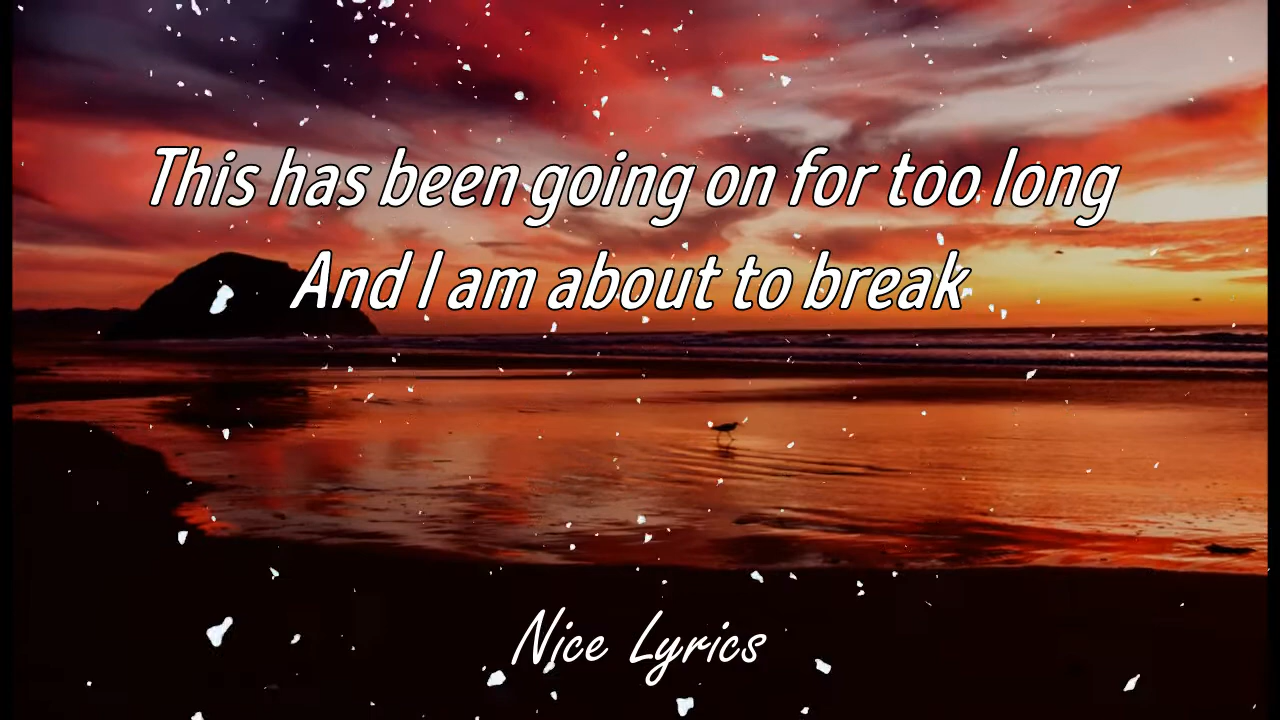 This has been going on for too long
And I am about to break
Nice Lyrics